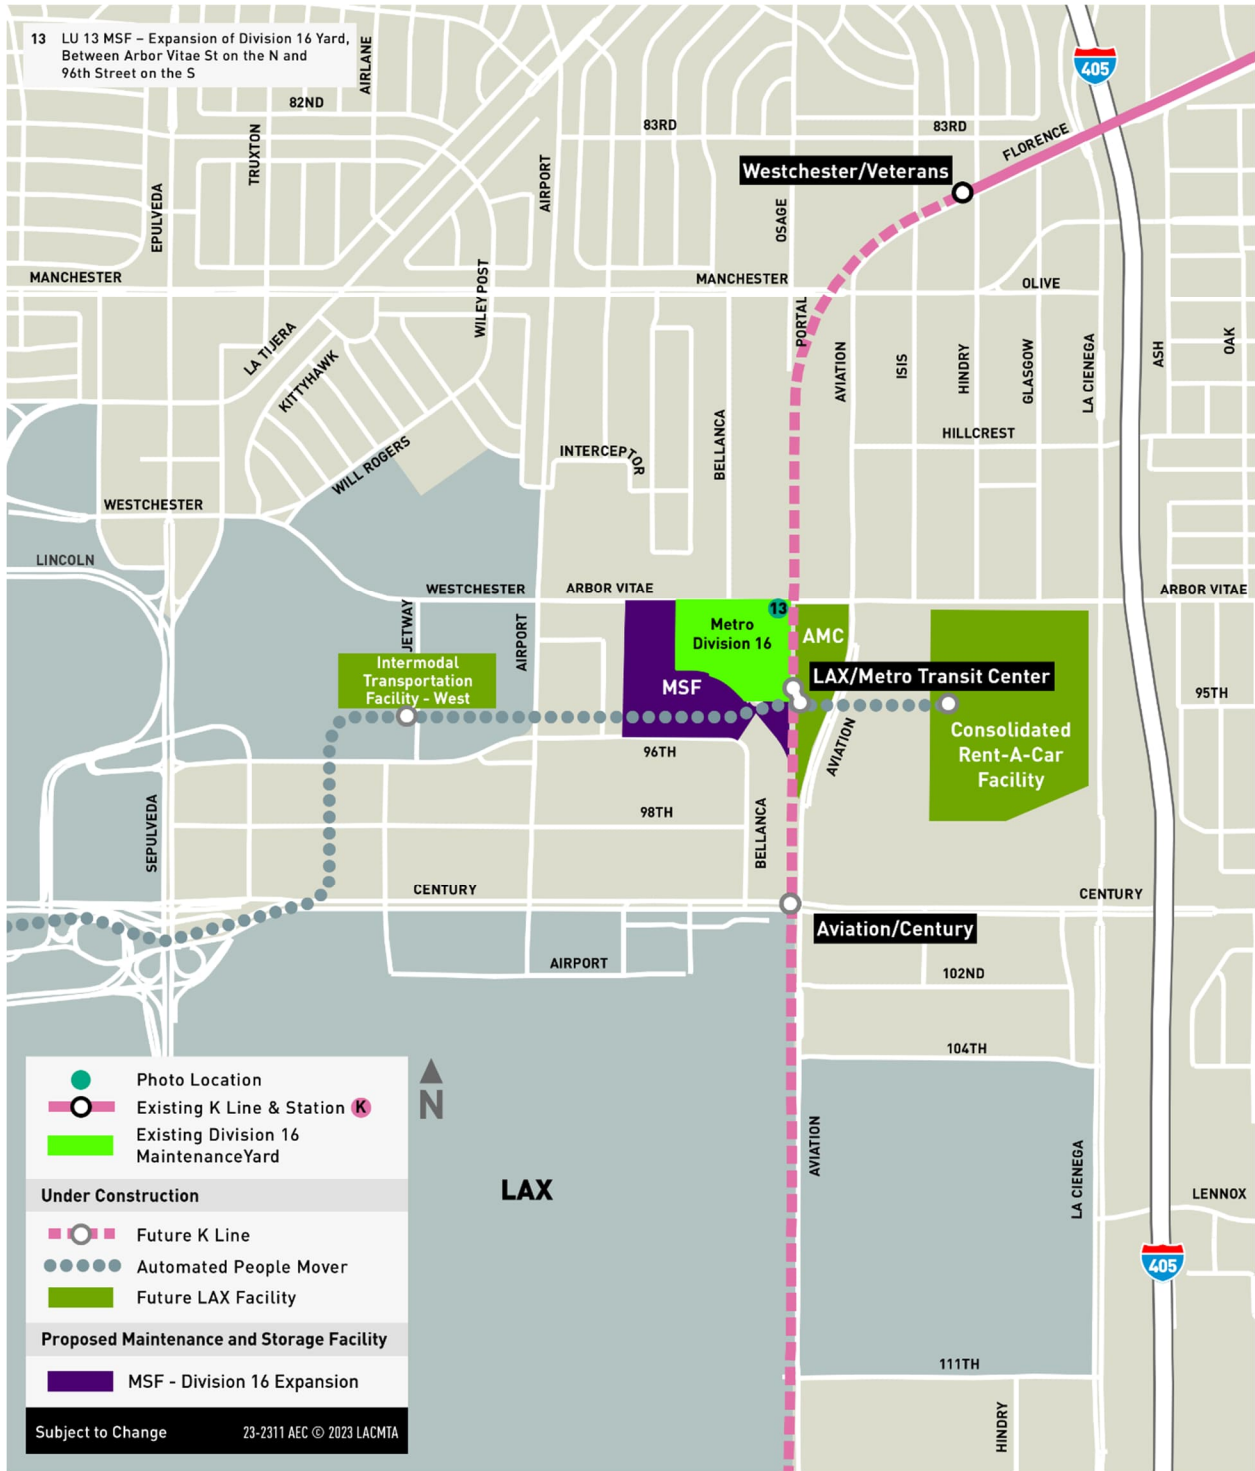 13 LU 13 MSF – Expansion of Division 16 Yard,
Between Arbor Vitae St on the N and
96th Street on the S
AIRLANE
405
82ND
83RD
83RD
FLORENCE
TRUXTON
AIRPORT
Westchester/Veterans
EPULVEDA
OSAGE
MANCHESTER
MANCHESTER
OLIVE
WILEY POST
PORTAL
LA TIJERA
KITTYHAWK
AVIATION
ISIS
HINDRY
GLASGOW
LA CIENEGA
ASH
OAK
BELLANCA
HILLCREST
INTERCEPTOR
WILL ROGERS
WESTCHESTER
LINCOLN
WESTCHESTER
ARBOR VITAE
ARBOR VITAE
JETWAY
AIRPORT
13
Metro
Division 16
AMC
Intermodal
Transportation
Facility - West
MSF
LAX/Metro Transit Center
95TH
Consolidated
Rent-A-Car
Facility
96TH
AVIATION
98TH
SEPULVEDA
BELLANCA
CENTURY
CENTURY
Aviation/Century
AIRPORT
102ND
104TH
N
LAX
AVIATION
LA CIENEGA
LENNOX
405
111TH
HINDRY
Photo Location
Existing K Line & Station K
Existing Division 16
MaintenanceYard
Under Construction
Future K Line
Automated People Mover
Future LAX Facility
Proposed Maintenance and Storage Facility
MSF - Division 16 Expansion
Subject to Change 23-2311 AEC © 2023 LACMTA